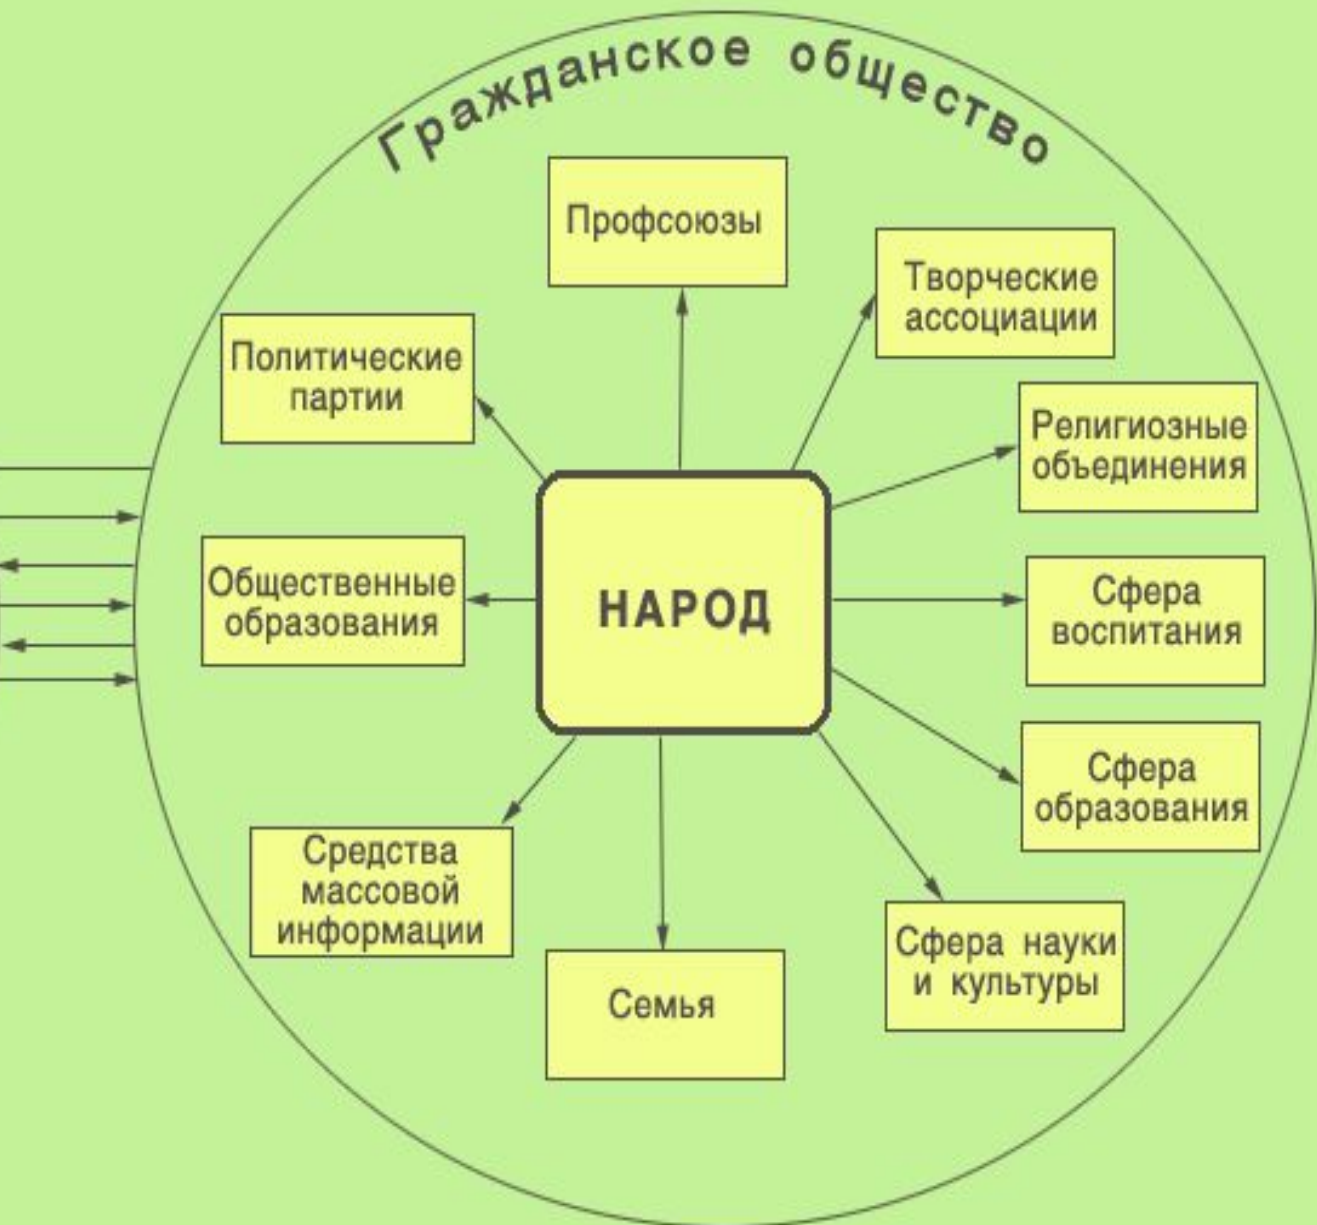 Гражданское общество
Профсоюзы
Творческие
ассоциации
Политические
партии
Религиозные
объединения
Общественные
образования
НАРОД
Сфера
воспитания
Сфера
образования
Средства
массовой
информации
Сфера науки
и культуры
Семья